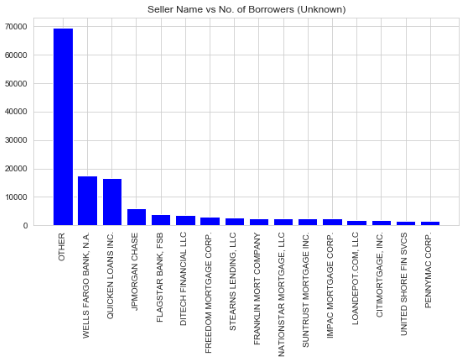 Seller Name vs No. of Borrowers (Unknown)
70000
60000
50000
40000
30000
20000
10000
0
OTHER
WELLS FARGO BANK, N.A.
QUICKEN LOANS INC.
JPMORGAN CHASE
FLAGSTAR BANK, FSB
DITECH FINANCIAL LLC
FREEDOM MORTGAGE CORP.
STEARNS LENDING, LLC
FRANKLIN MORT COMPANY
NATIONSTAR MORTGAGE, LLC
SUNTRUST MORTGAGE INC.
IMPAC MORTGAGE CORP.
LOANDEPOT.COM, LLC
CITIMORTGAGE, INC.
UNITED SHORE FIN SVCS
PENNYMAC CORP.